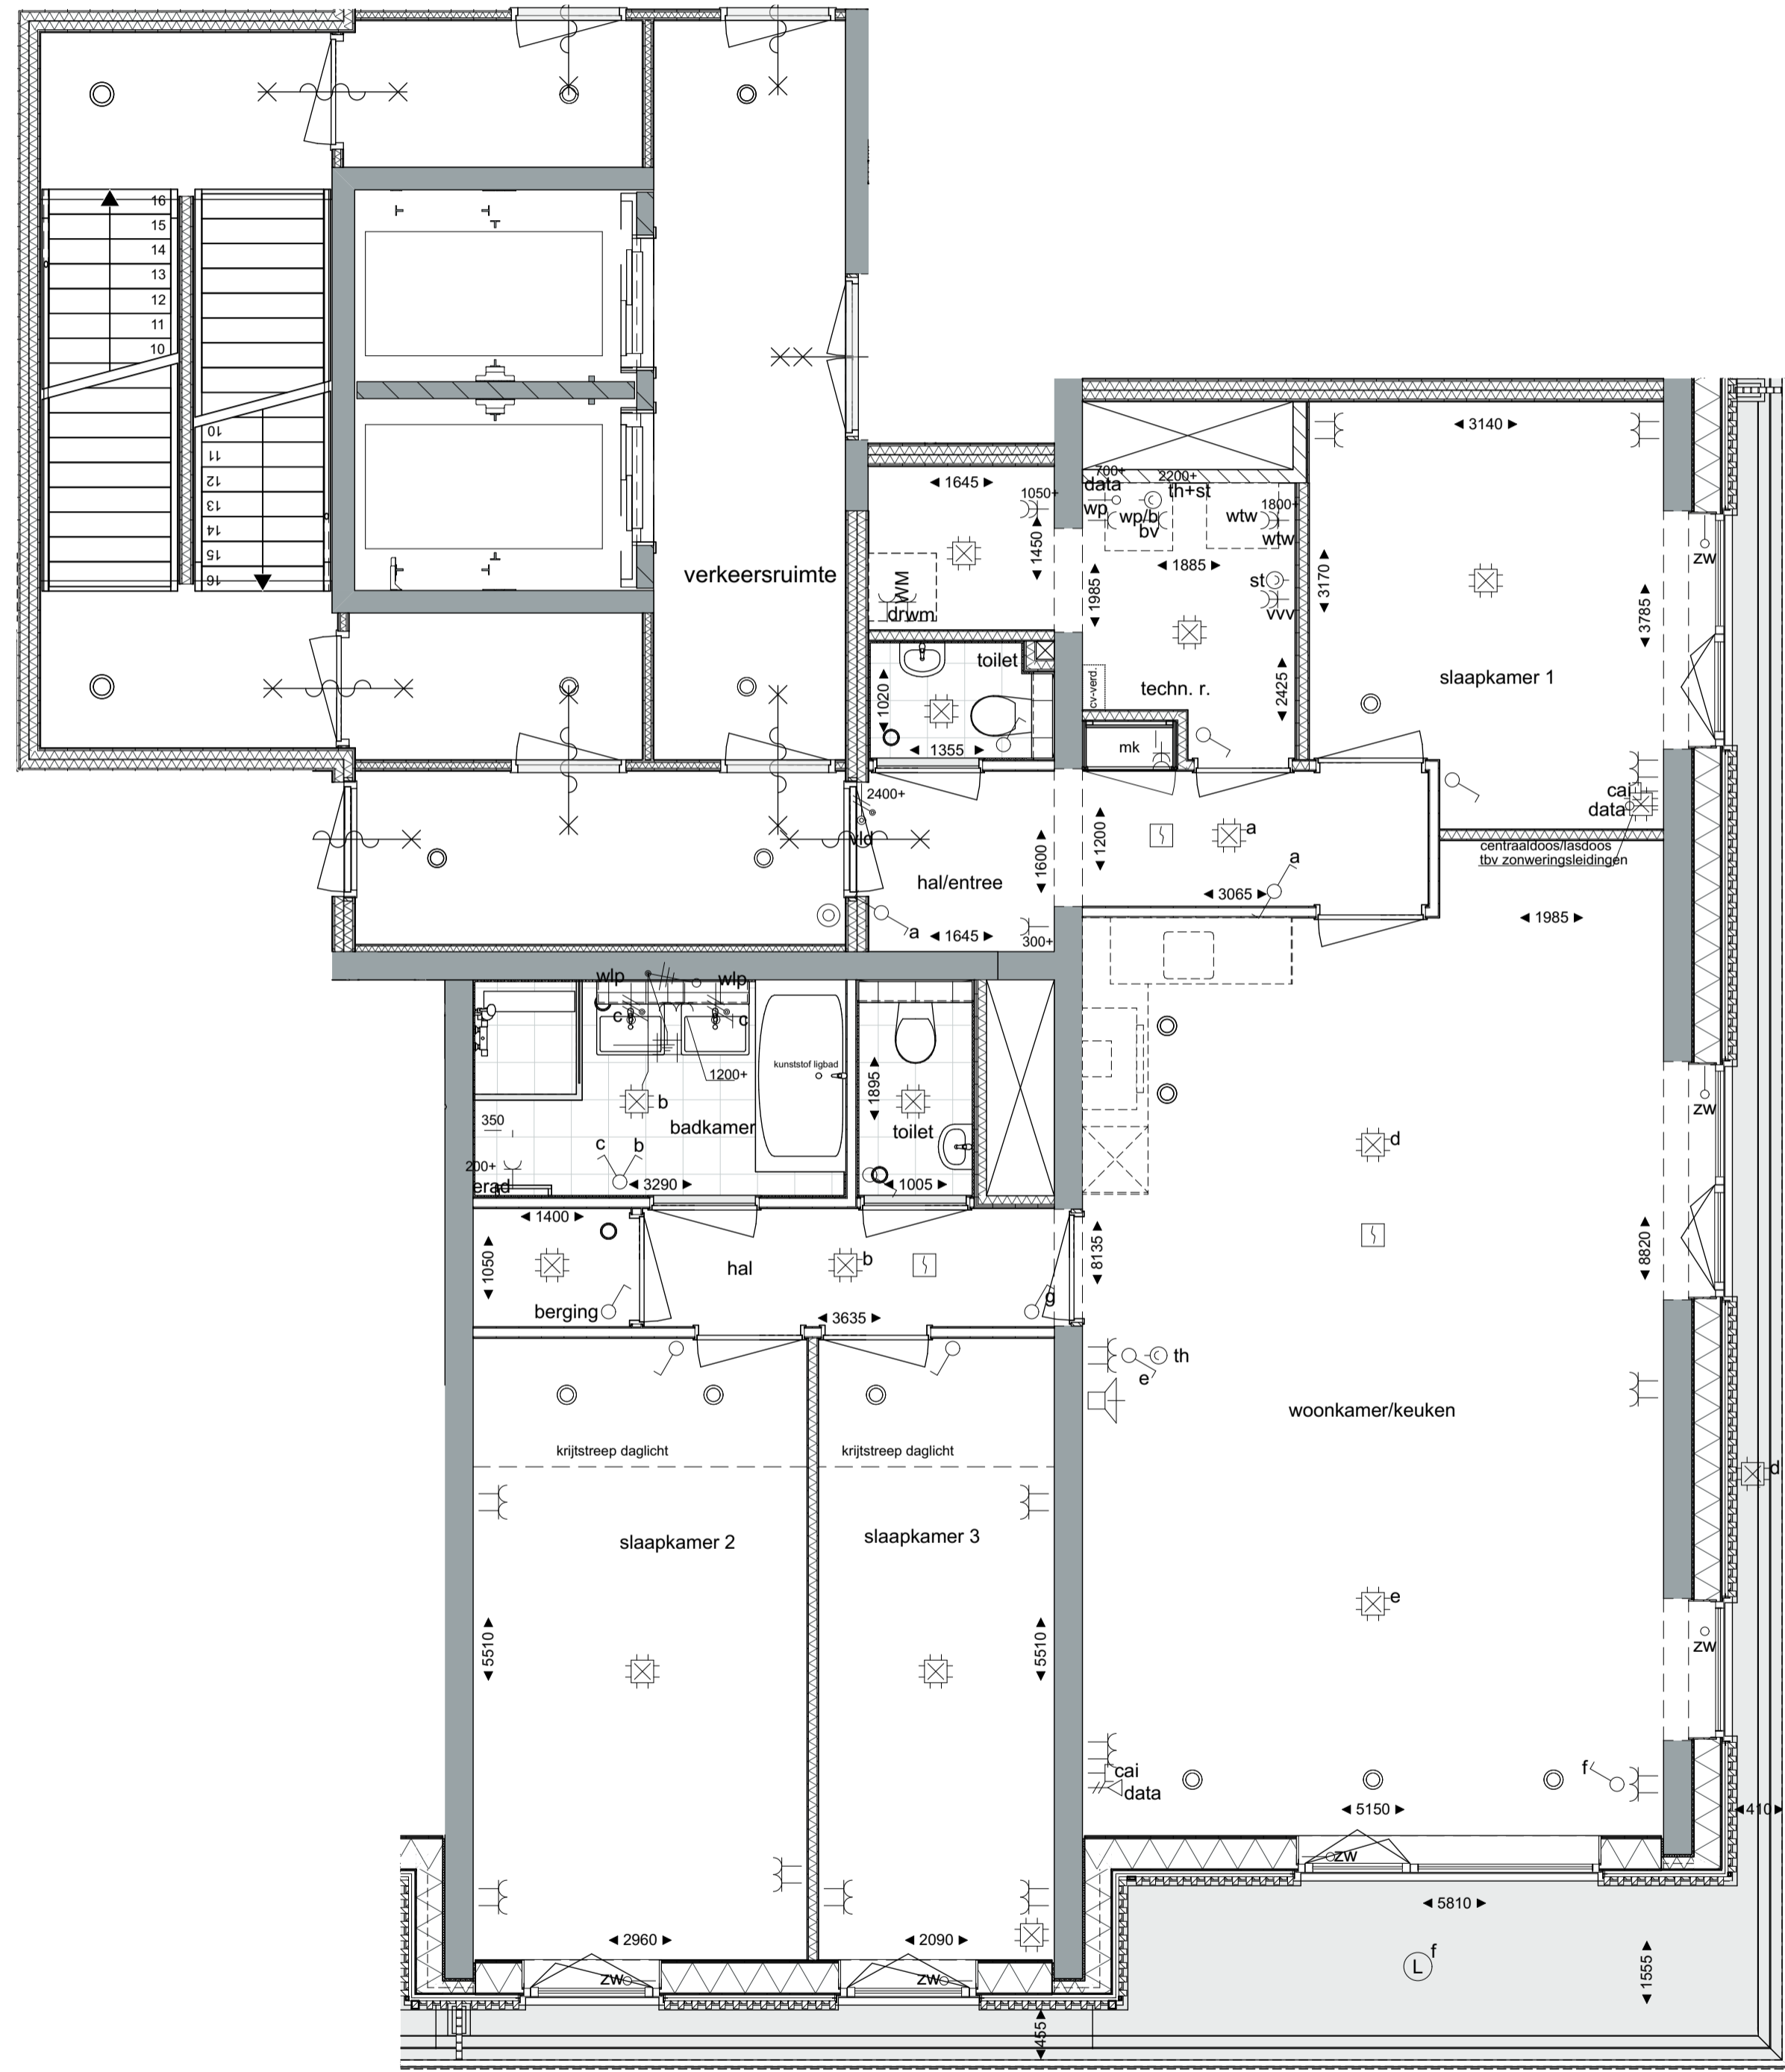 16
15
14
13
12
11
10
10
11
12
13
14
15
16
verkeersruimte
1645
1050+
1450
WM
drwm
700+
data
2200+
th+st
wp
wp/b
bv
1800+
wtw
wtw
1885
1985
st
vvv
2425
techn. r.
cv-verd.
mk
3140
3170
3785
slaapkamer 1
zw
cai
data
centraaldoos/lasdoos
tbv zonweringsleidingen
toilet
1020
1355
2400+
vld
hal/entree
1600
1200
a
a
3065
a
1645
300+
1985
wlp
wlp
c
c
1200+
kunststof ligbad
b
badkamer
350
c
b
200+
erad
3290
1895
toilet
1005
zw
d
1400
1050
berging
hal
b
3635
g
8135
8820
th
e
woonkamer/keuken
krijtstreep daglicht
krijtstreep daglicht
d
slaapkamer 2
slaapkamer 3
5510
5510
e
zw
cai
data
f
5150
410
zw
5810
2960
2090
zw
zw
f
L
1555
455